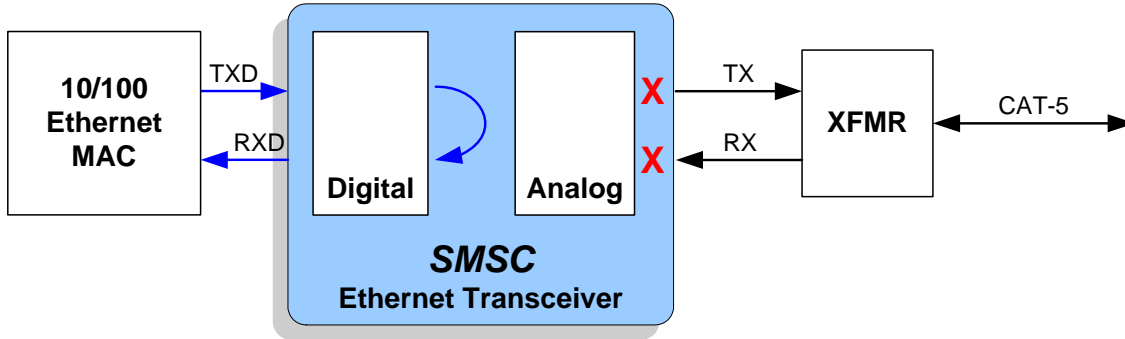 10/100
Ethernet
MAC
TXD
RXD
Digital
Analog
X
X
SMSC
Ethernet Transceiver
TX
RX
XFMR
CAT-5